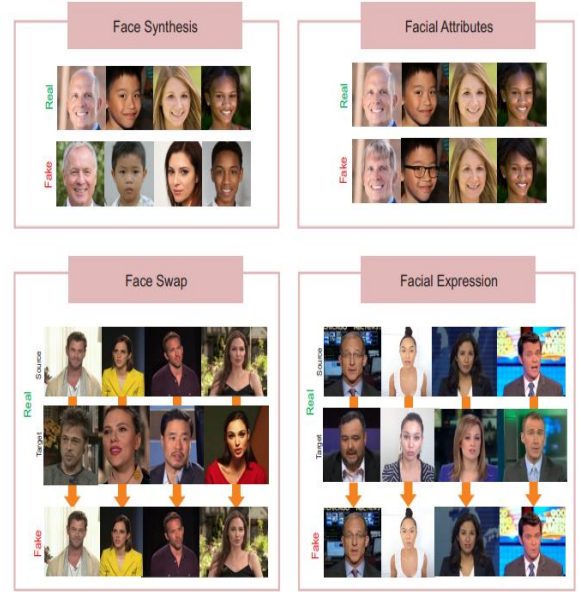 Face Synthesis
Real
Fake
Facial Attributes
Real
Fake
Face Swap
Source
Real
Target
Fake
Facial Expression
Source
Real
Target
Fake